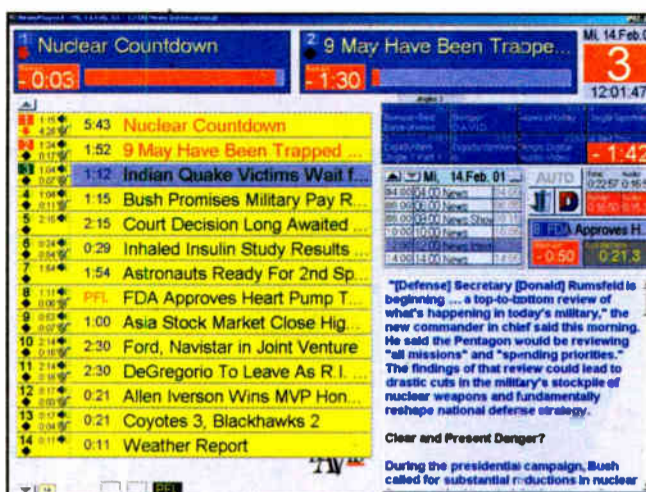 Nuclear Countdown
- 0:03
2 9 May Have Been Trappe...
- 1:30
Mi, 14.Feb.0
3
12:01:47
5:43 Nuclear Countdown
1:52 9 May Have Been Trapped ...
1:12 Indian Quake Victims Wait f...
1:15 Bush Promises Military Pay R...
5 2:15 Court Decision Long Awaited ...
6 0:29 Inhaled Insulin Study Results ...
7 1:54 Astronauts Ready For 2nd Sp...
8 PFL FDA Approves Heart Pump T...
9 1:00 Asia Stock Market Close Hig...
10 2:30 Ford, Navistar in Joint Venture
11 2:30 DeGregorio To Leave As R.I. ...
12 0:21 Allen Iverson Wins MVP Hon...
13 0:21 Coyotes 3, Blackhawks 2
14 0:11 Weather Report
PFL
- 1:42
Mi, 14.Feb. 01
AUTO
04:00 News
News Show
10:00 News
14:00 News
Approves H..
- 0:50
0:21,3
"[Defense] Secretary [Donald] Rumsfeld is
beginning ... a top-to-bottom review of
what's happening in today's military," the
new commander in chief said this morning.
He said the Pentagon would be reviewing
"all missions" and "spending priorities."
The findings of that review could lead to
drastic cuts in the military's stockpile of
nuclear weapons and fundamentally
reshape national defense strategy.
Clear and Present Danger?
During the presidential campaign, Bush
called for substantial reductions in nuclear